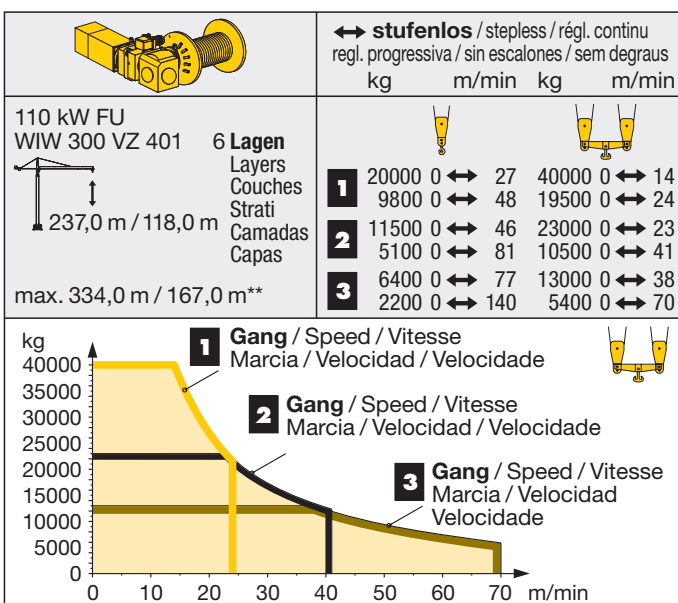 ↔ stufenlos / stepless / régl. continu
regl. progressiva / sin escalones / sem degraus
kg m/min kg m/min
110 kW FU
WIW 300 VZ 401 6 Lagen
Layers
Couches
Strati
Camadas
Capas
237,0 m / 118,0 m
max. 334,0 m / 167,0 m**
1 20000 0 ↔ 27 40000 0 ↔ 14
9800 0 ↔ 48 19500 0 ↔ 24
2 11500 0 ↔ 46 23000 0 ↔ 23
5100 0 ↔ 81 10500 0 ↔ 41
3 6400 0 ↔ 77 13000 0 ↔ 38
2200 0 ↔ 140 5400 0 ↔ 70
kg
40000
35000
30000
25000
20000
15000
10000
5000
0
1 Gang / Speed / Vitesse
Marcia / Velocidad / Velocidade
2 Gang / Speed / Vitesse
Marcia / Velocidad / Velocidade
3 Gang / Speed / Vitesse
Marcia / Velocidad
Velocidade
0 10 20 30 40 50 60 70 m/min